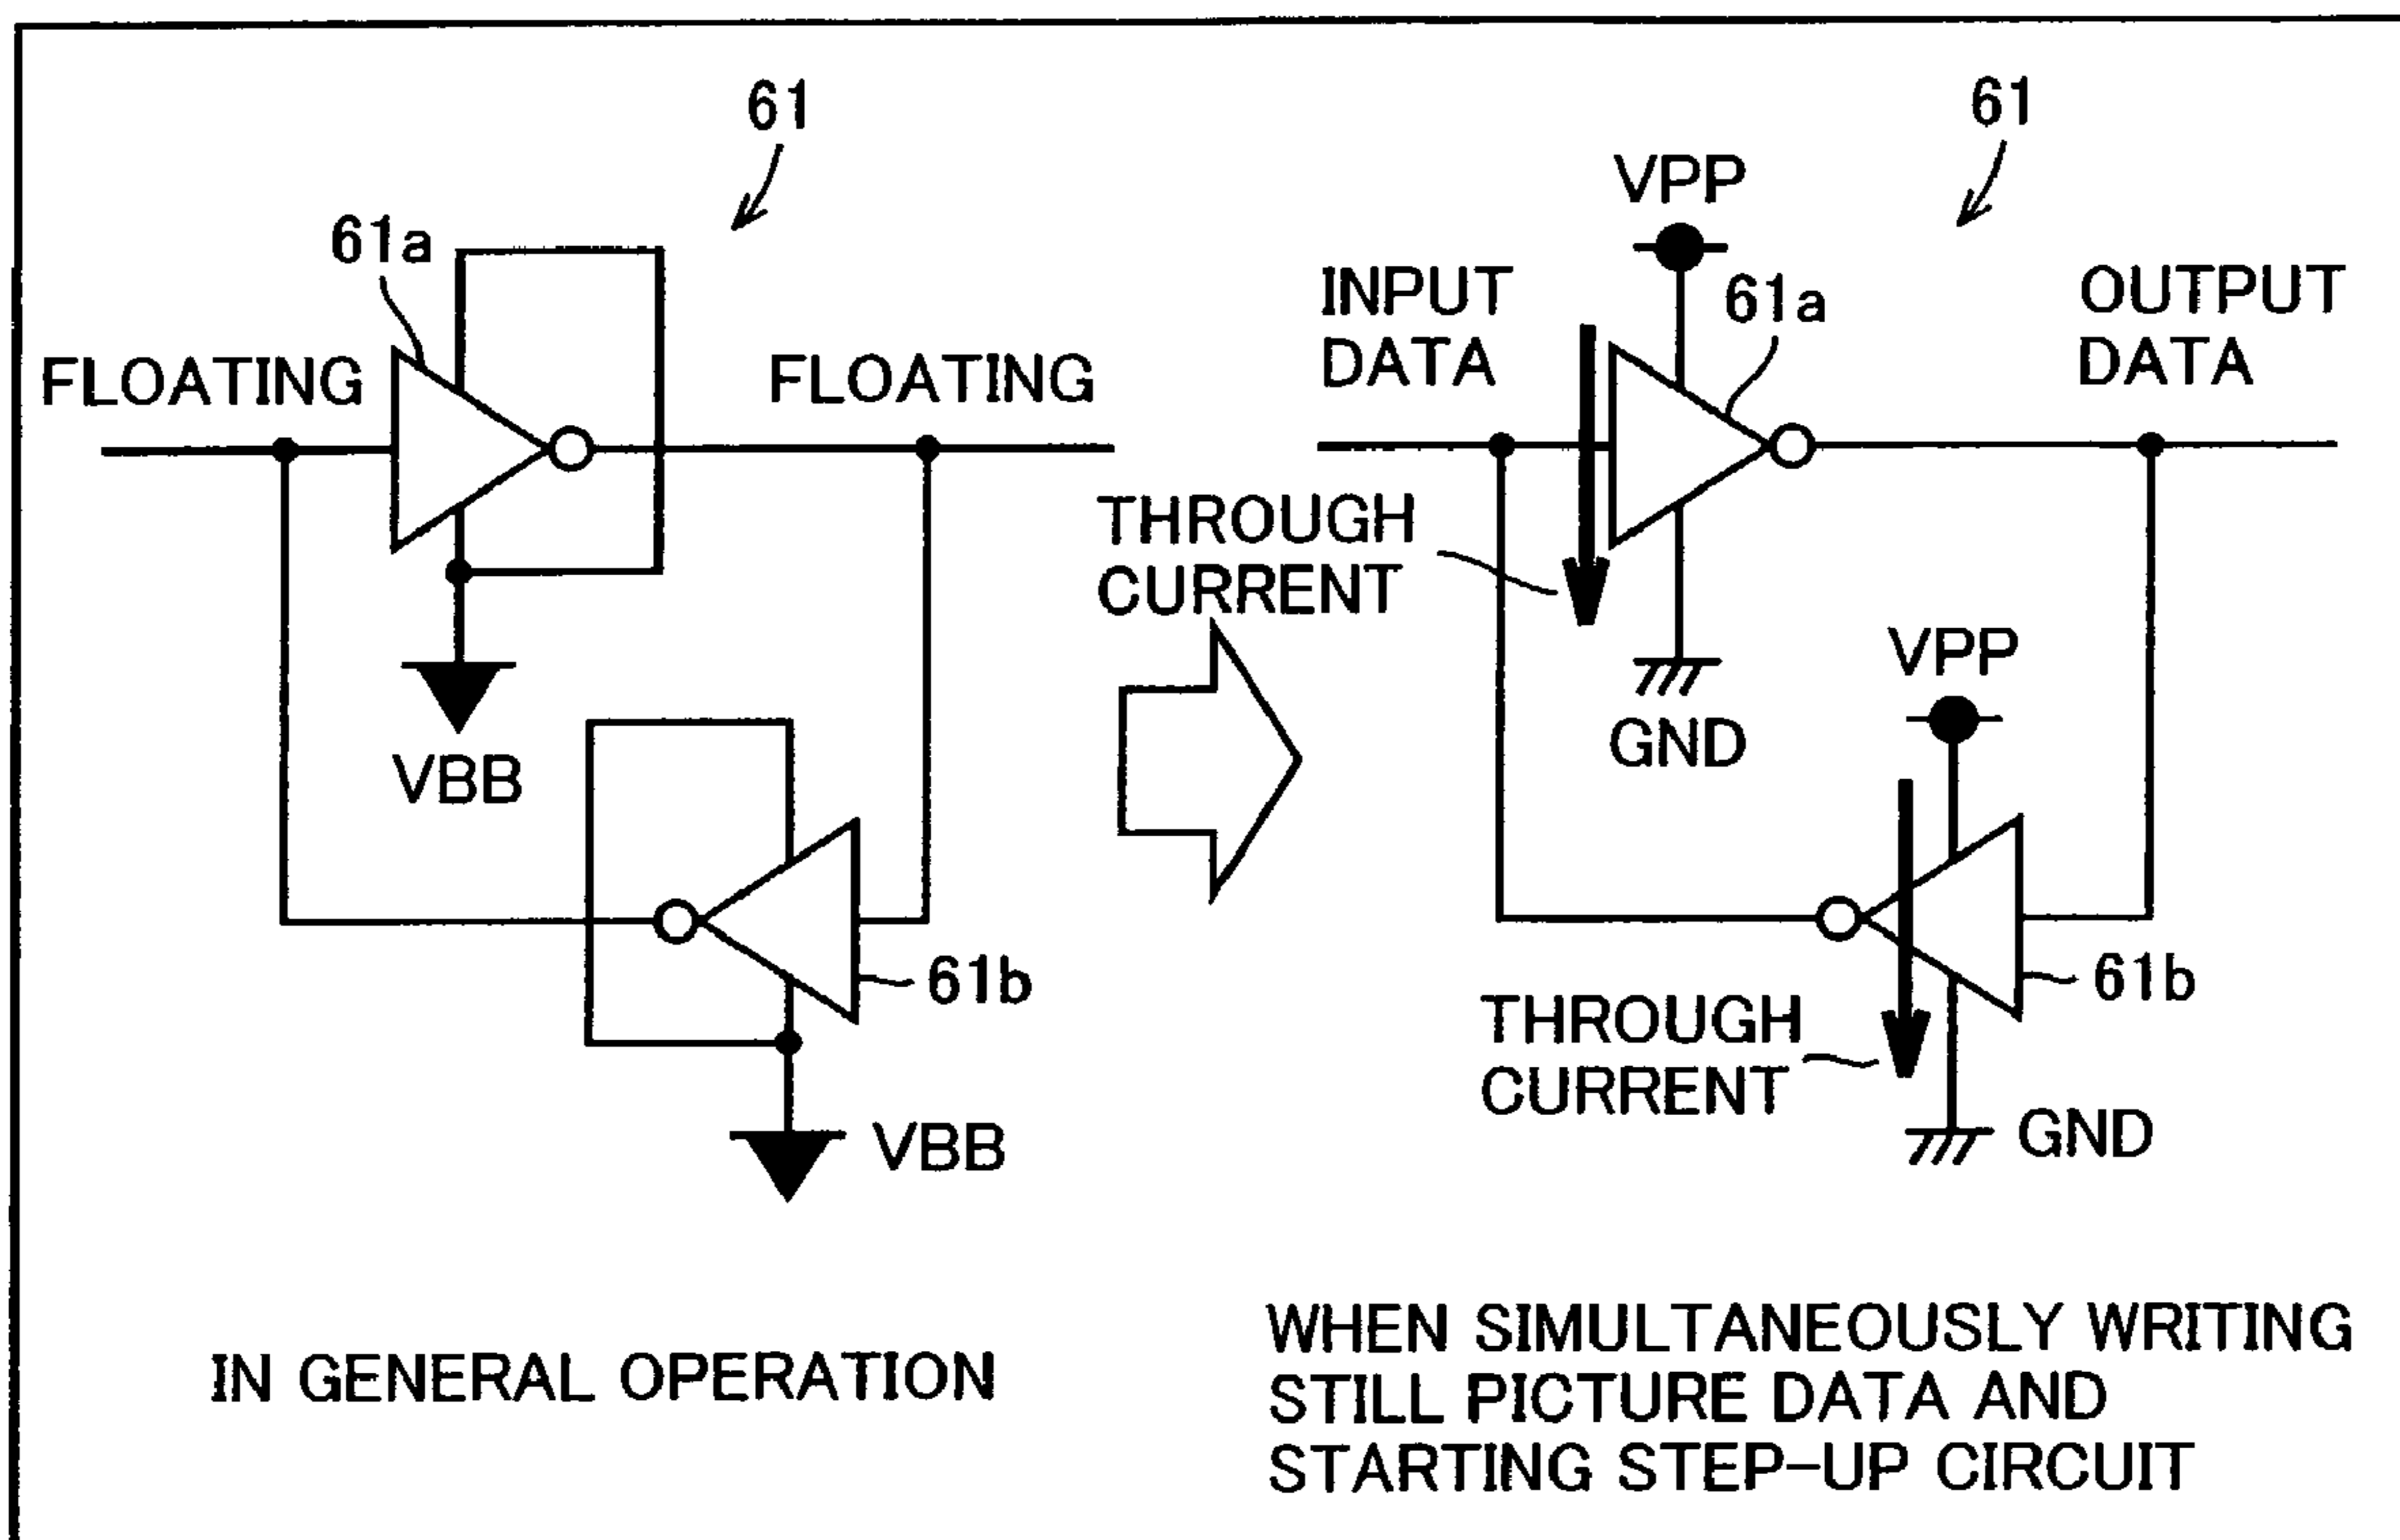 61
61a
FLOATING
FLOATING
VBB
61b
VBB
IN GENERAL OPERATION
61
VPP
INPUT
DATA
61a
OUTPUT
DATA
THROUGH
CURRENT
GND
VPP
61b
THROUGH
CURRENT
GND
WHEN SIMULTANEOUSLY WRITING
STILL PICTURE DATA AND
STARTING STEP-UP CIRCUIT